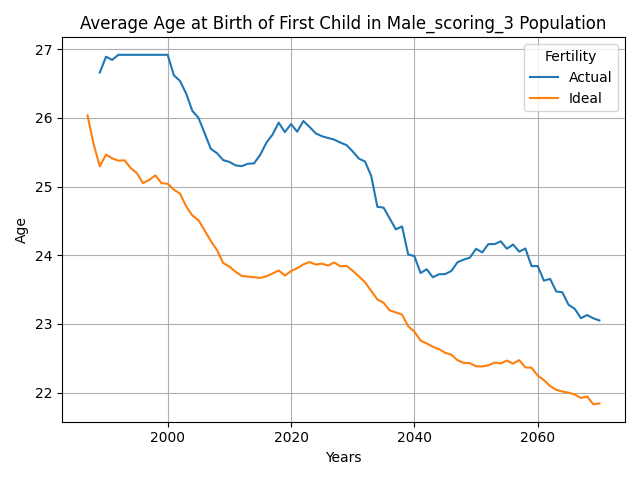 Average Age at Birth of First Child in Male_scoring_3 Population
Fertility
Actual
Ideal
27
26
25
24
23
22
Age
2000
2020
2040
2060
Years